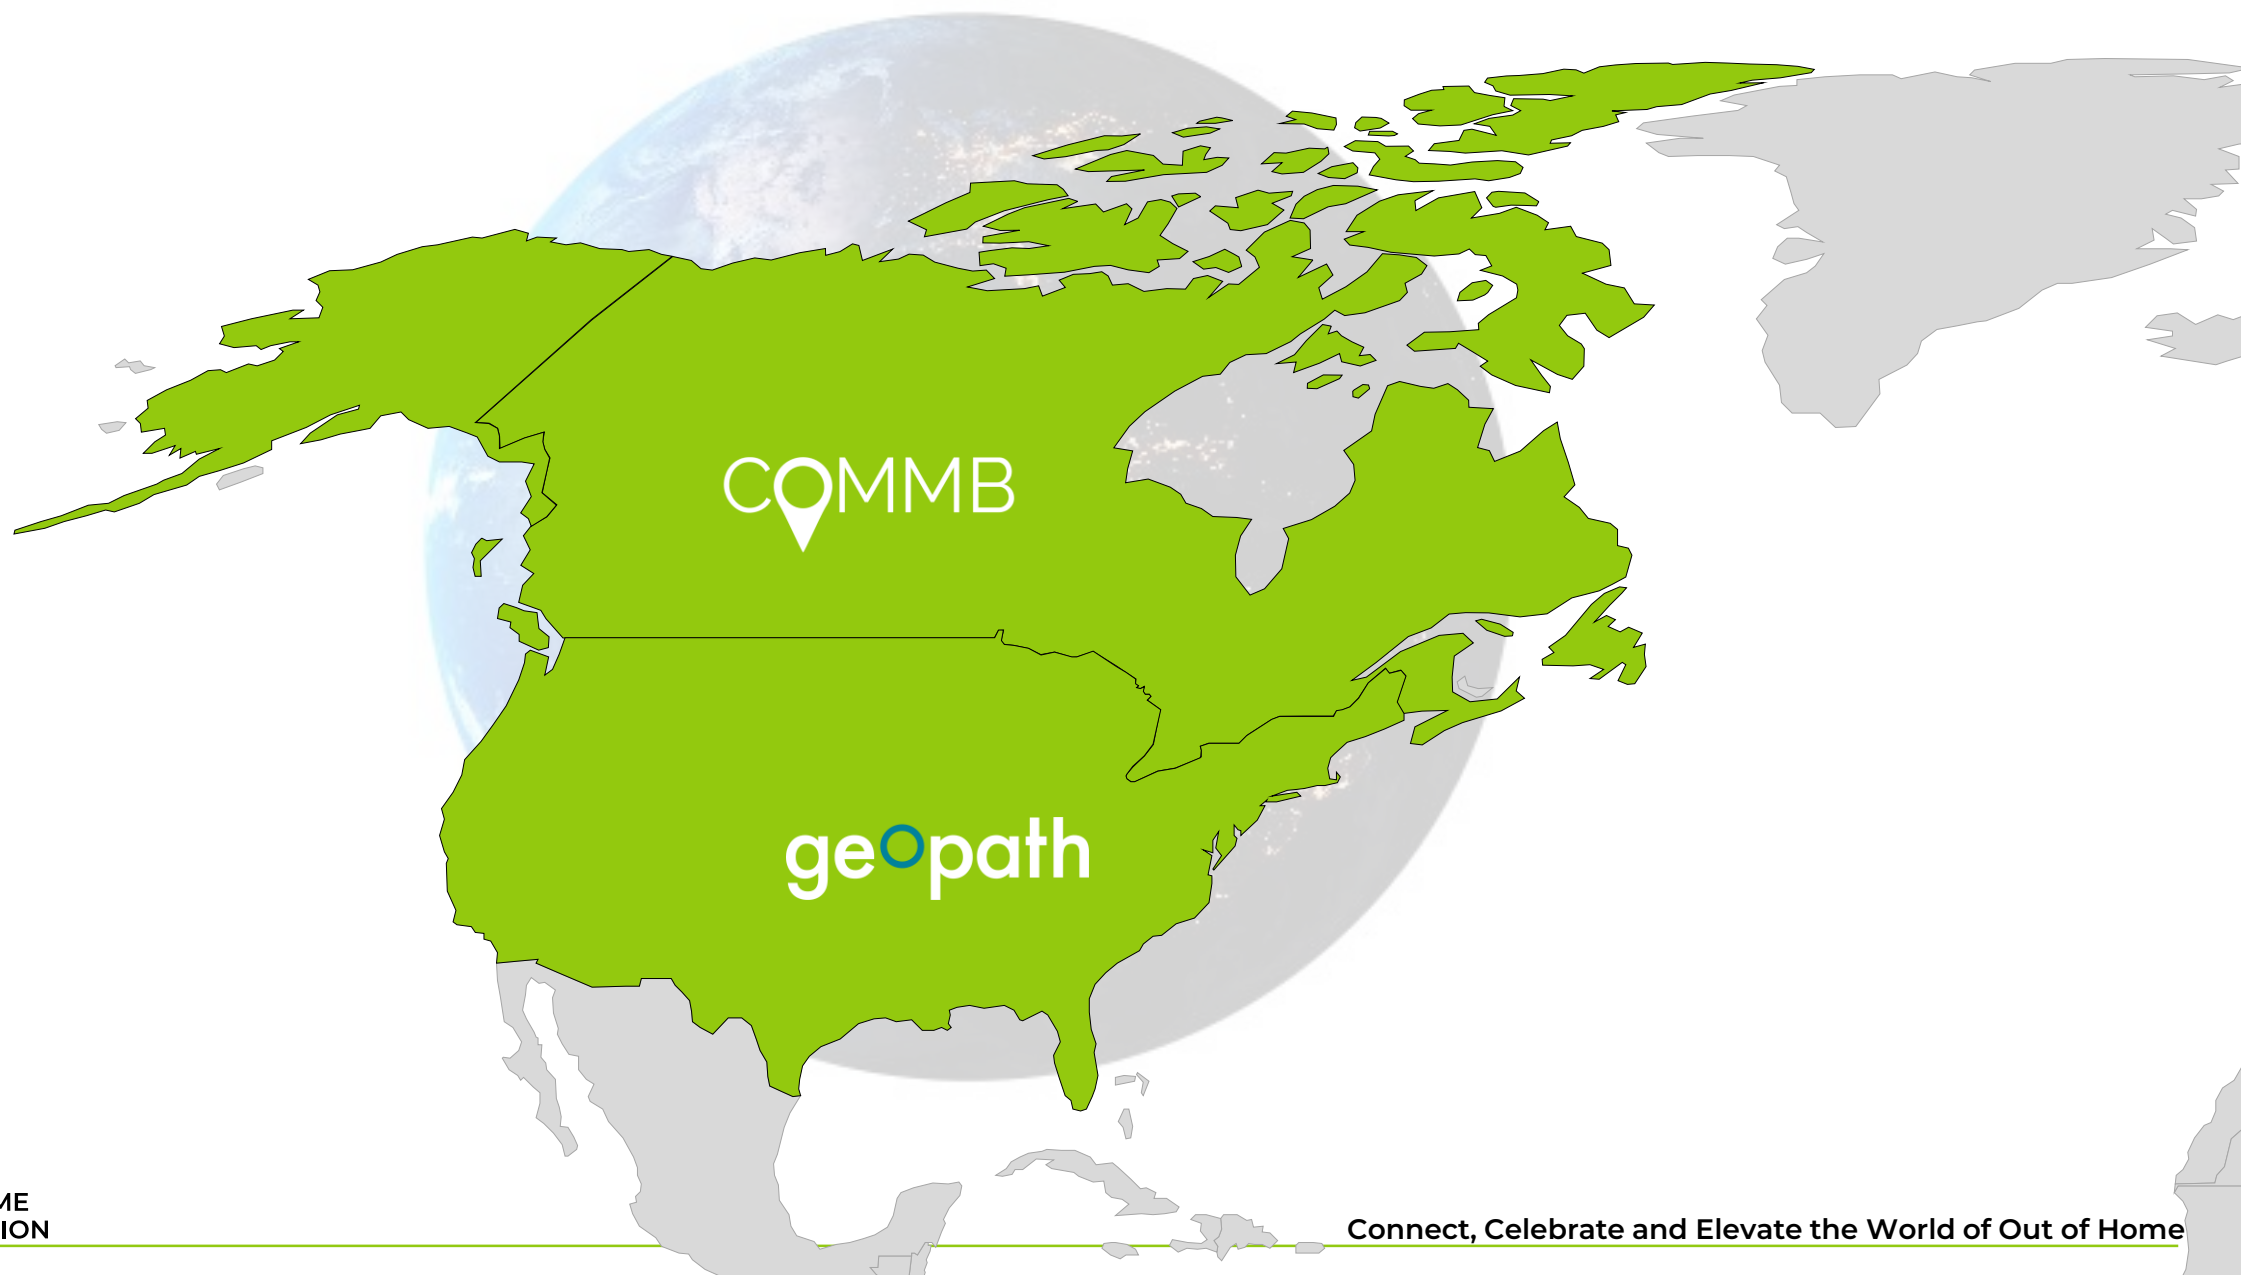 COMMB
geopath
ME
ION
Connect, Celebrate and Elevate the World of Out of Home